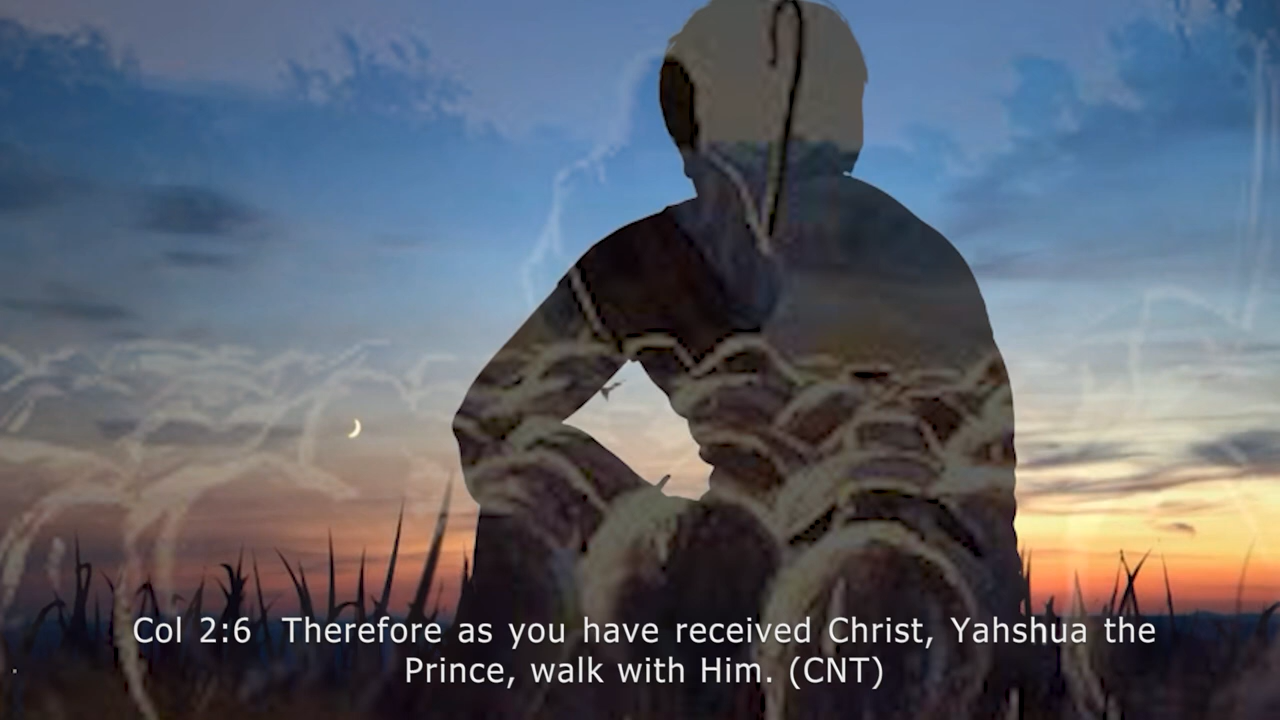 Col 2:6  Therefore as you have received Christ, Yahshua the
Prince, walk with Him. (CNT)